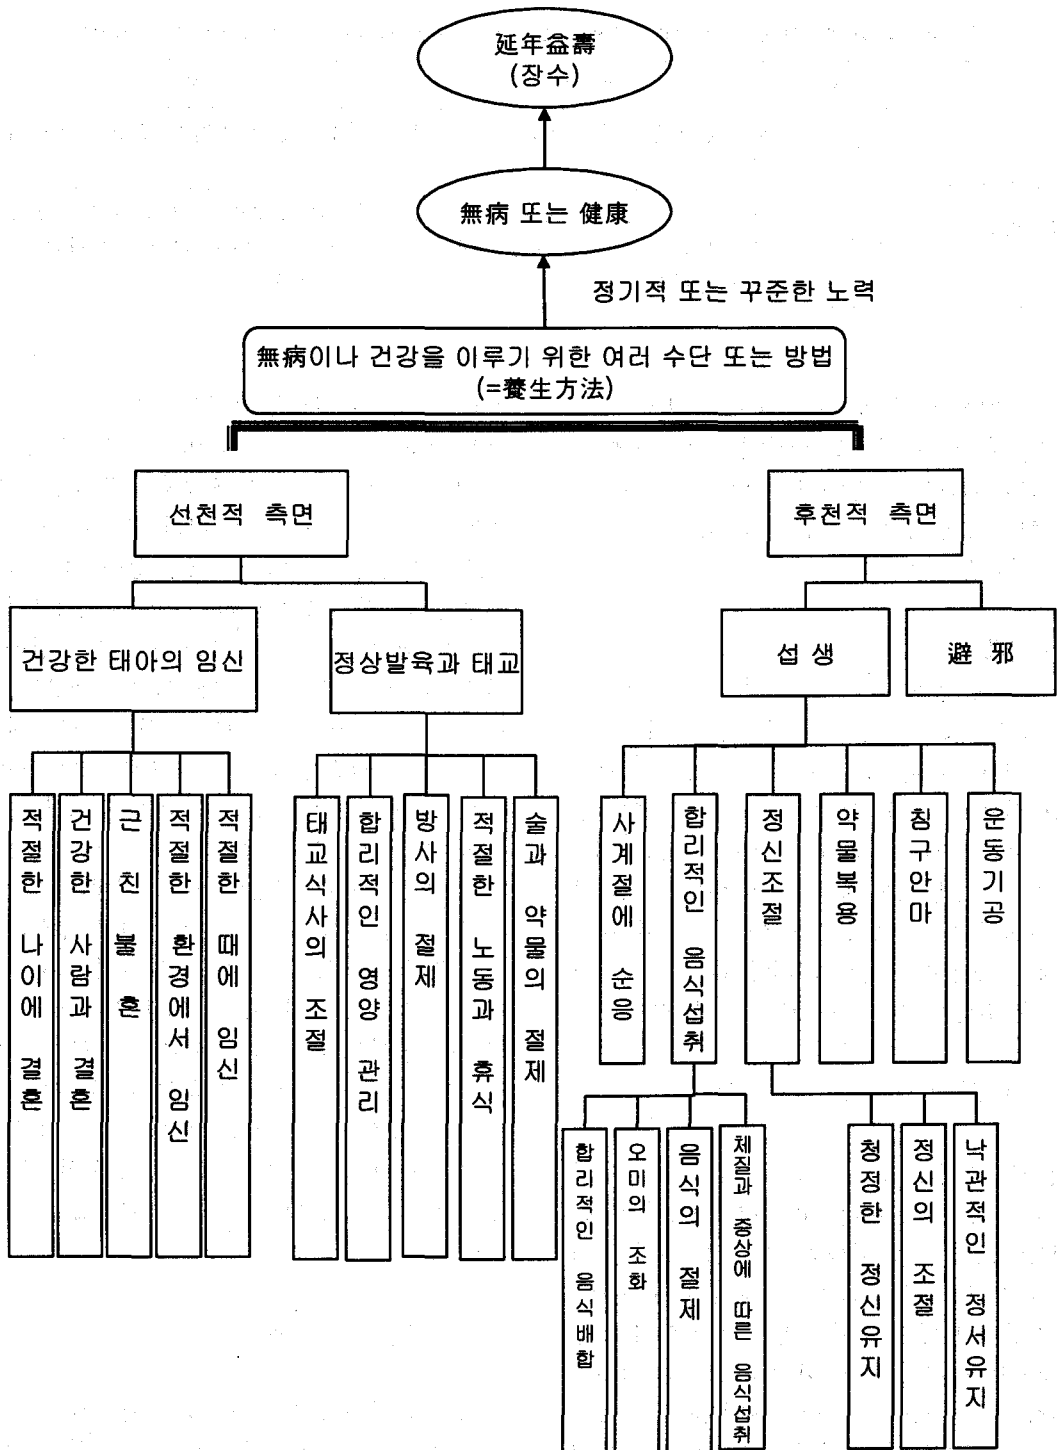 延年益壽
(장수)
無病 또는 健康
정기적 또는 꾸준한 노력
無病이나 건강을 이루기 위한 여러 수단 또는 방법
(=養生方法)
선천적 측면
후천적 측면
건강한 태아의 임신
정상발육과 태교
섭 생
避 邪
적절한 나이에 결혼
건강한 사람과 결혼
근 친 불 혼
적절한 환경에서 임신
적절한 때에 임신
태교식사의 조절
합리적인 영양 관리
방사의 절제
적절한 노동과 휴식
술과 약물의 절제
사계절에 순응
합리적인 음식섭취
정신조절
약물복용
침구안마
운동기공
합리적인 음식배합
오미의 조화
음식의 절제
체질과 증상에 따른 음식섭취
청정한 정신유지
정신의 조절
낙관적인 정서유지